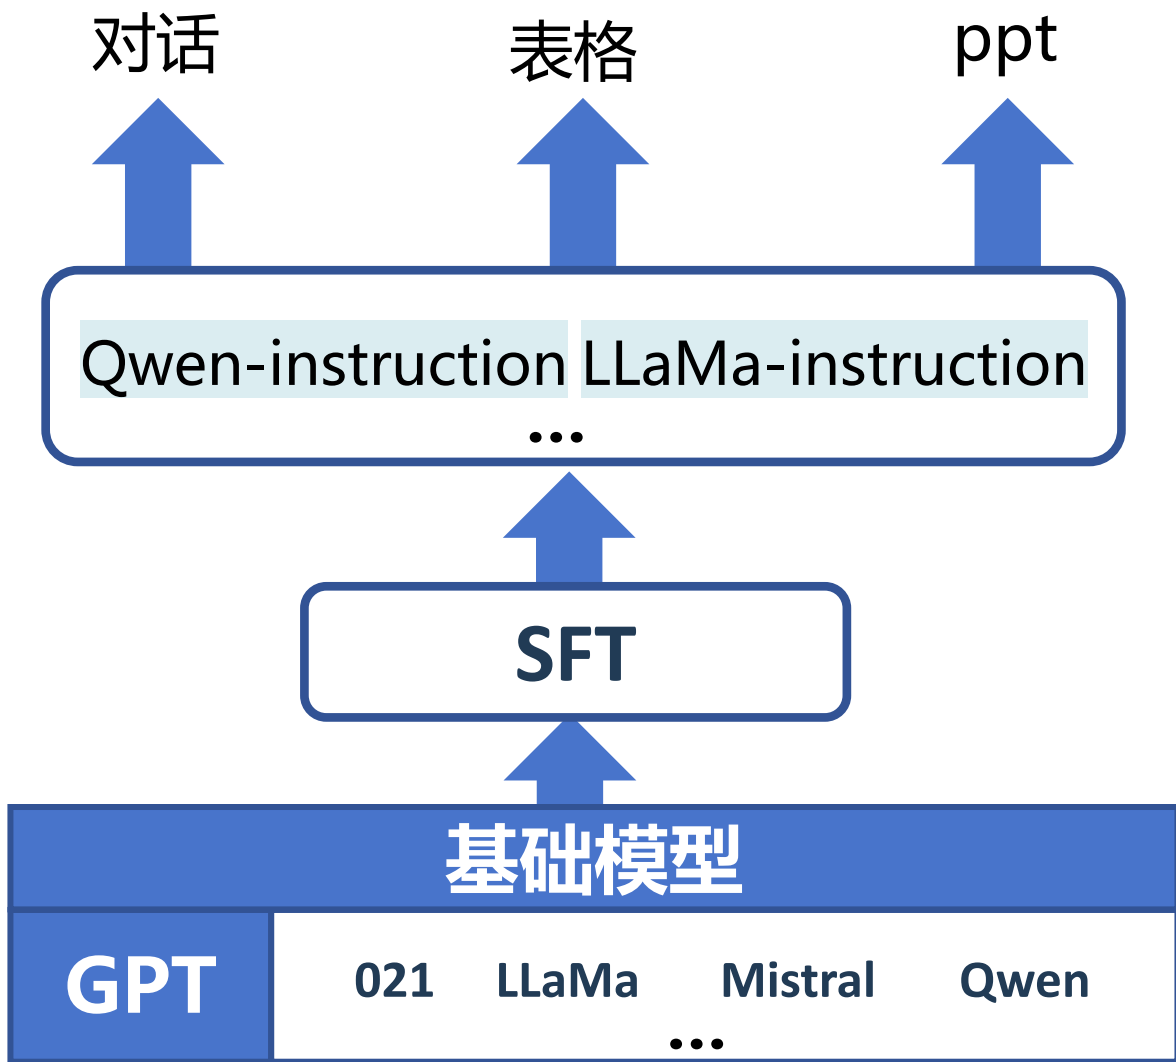 对话 表格 ppt
Qwen-instruction LLaMa-instruction
...
SFT
基础模型
GPT 021 LLaMa Mistral Qwen
...